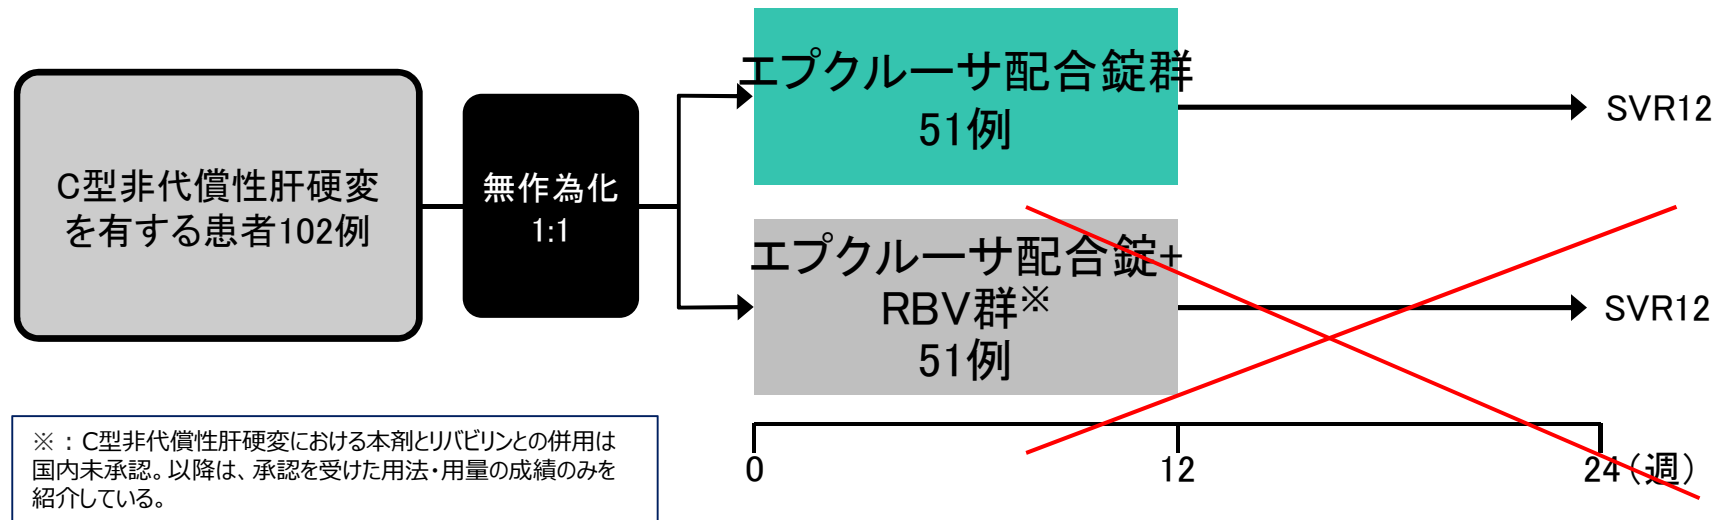 C型非代償性肝硬変
を有する患者102例
無作為化
1:1
エプクルーサ配合錠群
51例
SVR12
エプクルーサ配合錠+
RBV群※
51例
SVR12
0
12
24（週）
※：C型非代償性肝硬変における本剤とリバビリンとの併用は
国内未承認。以降は、承認を受けた用法・用量の成績のみを
紹介している。